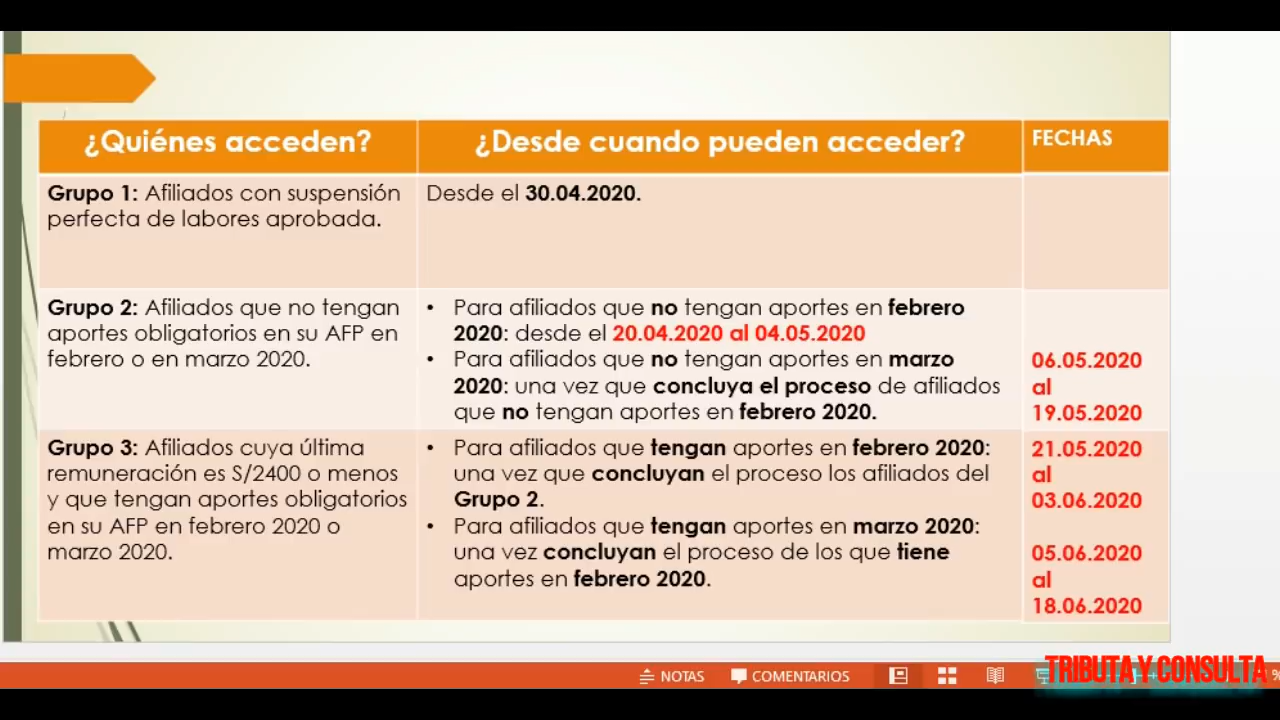 ¿Quiénes acceden?
¿Desde cuando pueden acceder?
FECHAS
Grupo 1: Afiliados con suspensión
perfecta de labores aprobada.
Desde el 30.04.2020.
Grupo 2: Afiliados que no tengan
aportes obligatorios en su AFP en
febrero o en marzo 2020.
• Para afiliados que no tengan aportes en febrero
2020: desde el 20.04.2020 al 04.05.2020
• Para afiliados que no tengan aportes en marzo
2020: una vez que concluya el proceso de afiliados
que no tengan aportes en febrero 2020.
06.05.2020
al
19.05.2020
Grupo 3: Afiliados cuya última
remuneración es S/2400 o menos
y que tengan aportes obligatorios
en su AFP en febrero 2020 o
marzo 2020.
• Para afiliados que tengan aportes en febrero 2020:
una vez que concluyan el proceso los afiliados del
Grupo 2.
• Para afiliados que tengan aportes en marzo 2020:
una vez concluyan el proceso de los que tiene
aportes en febrero 2020.
21.05.2020
al
03.06.2020
05.06.2020
al
18.06.2020
NOTAS
COMENTARIOS
TRIBUTA Y CONSULTA
%